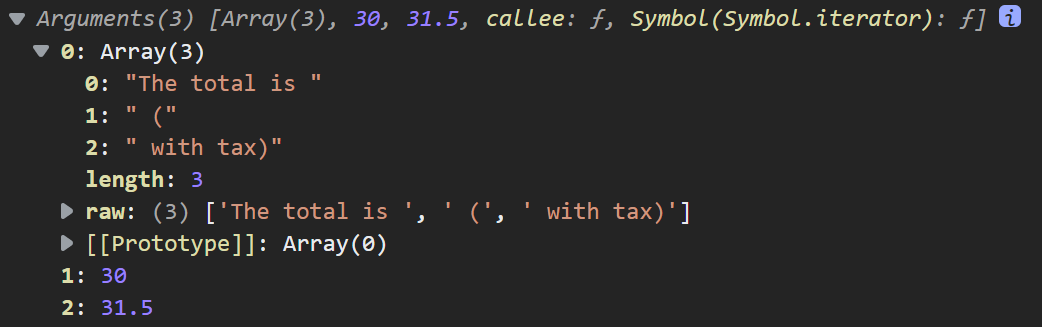 Arguments(3) [Array(3), 30, 31.5, callee: ƒ, Symbol(Symbol.iterator): ƒ] i
0: Array(3)
0: "The total is "
1: " ("
2: " with tax)"
length: 3
raw: (3) ['The total is ', ' (', ' with tax)']
[[Prototype]]: Array(0)
1: 30
2: 31.5